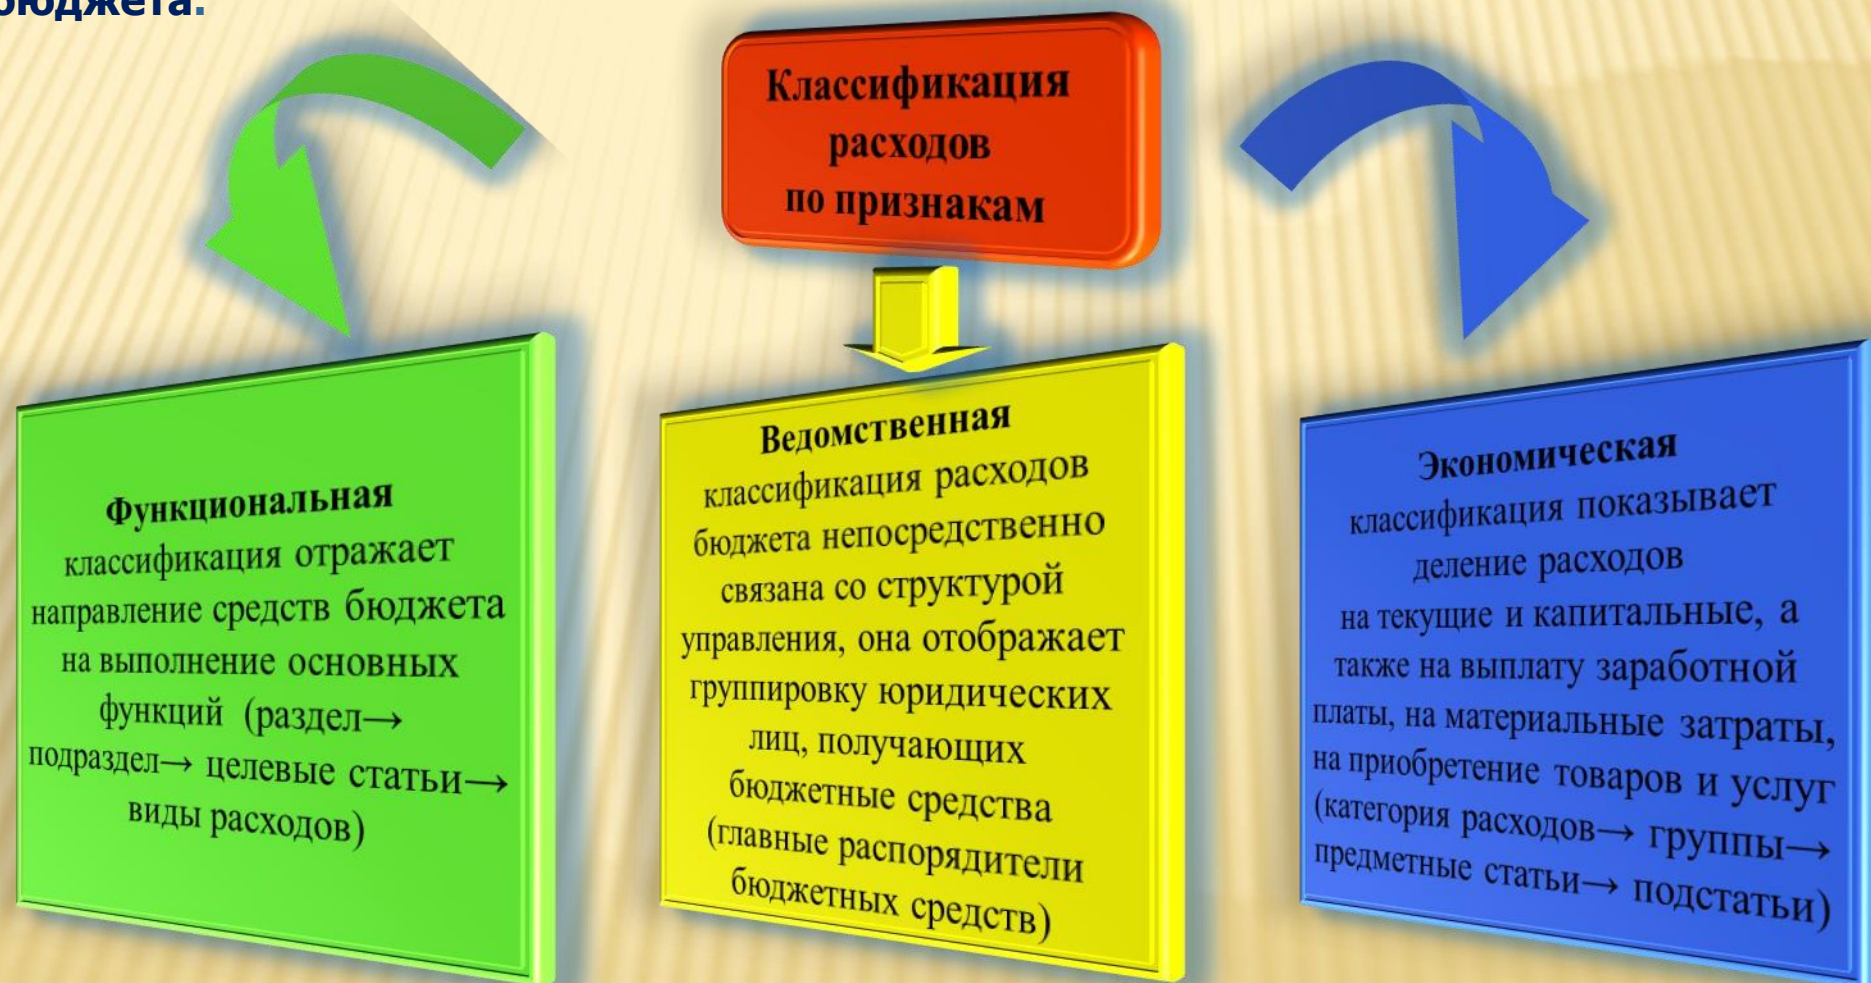 бюджета.
Классификация
расходов
по признакам
Функциональная
классификация отражает
направление средств бюджета
на выполнение основных
функций (раздел→
подраздел→ целевые статьи→
виды расходов)
Ведомственная
классификация расходов
бюджета непосредственно
связана со структурой
управления, она отображает
группировку юридических
лиц, получающих
бюджетные средства
(главные распорядители
бюджетных средств)
Экономическая
классификация показывает
деление расходов
на текущие и капитальные, а
также на выплату заработной
платы, на материальные затраты,
на приобретение товаров и услуг
(категория расходов→ группы→
предметные статьи→ подстатьи)